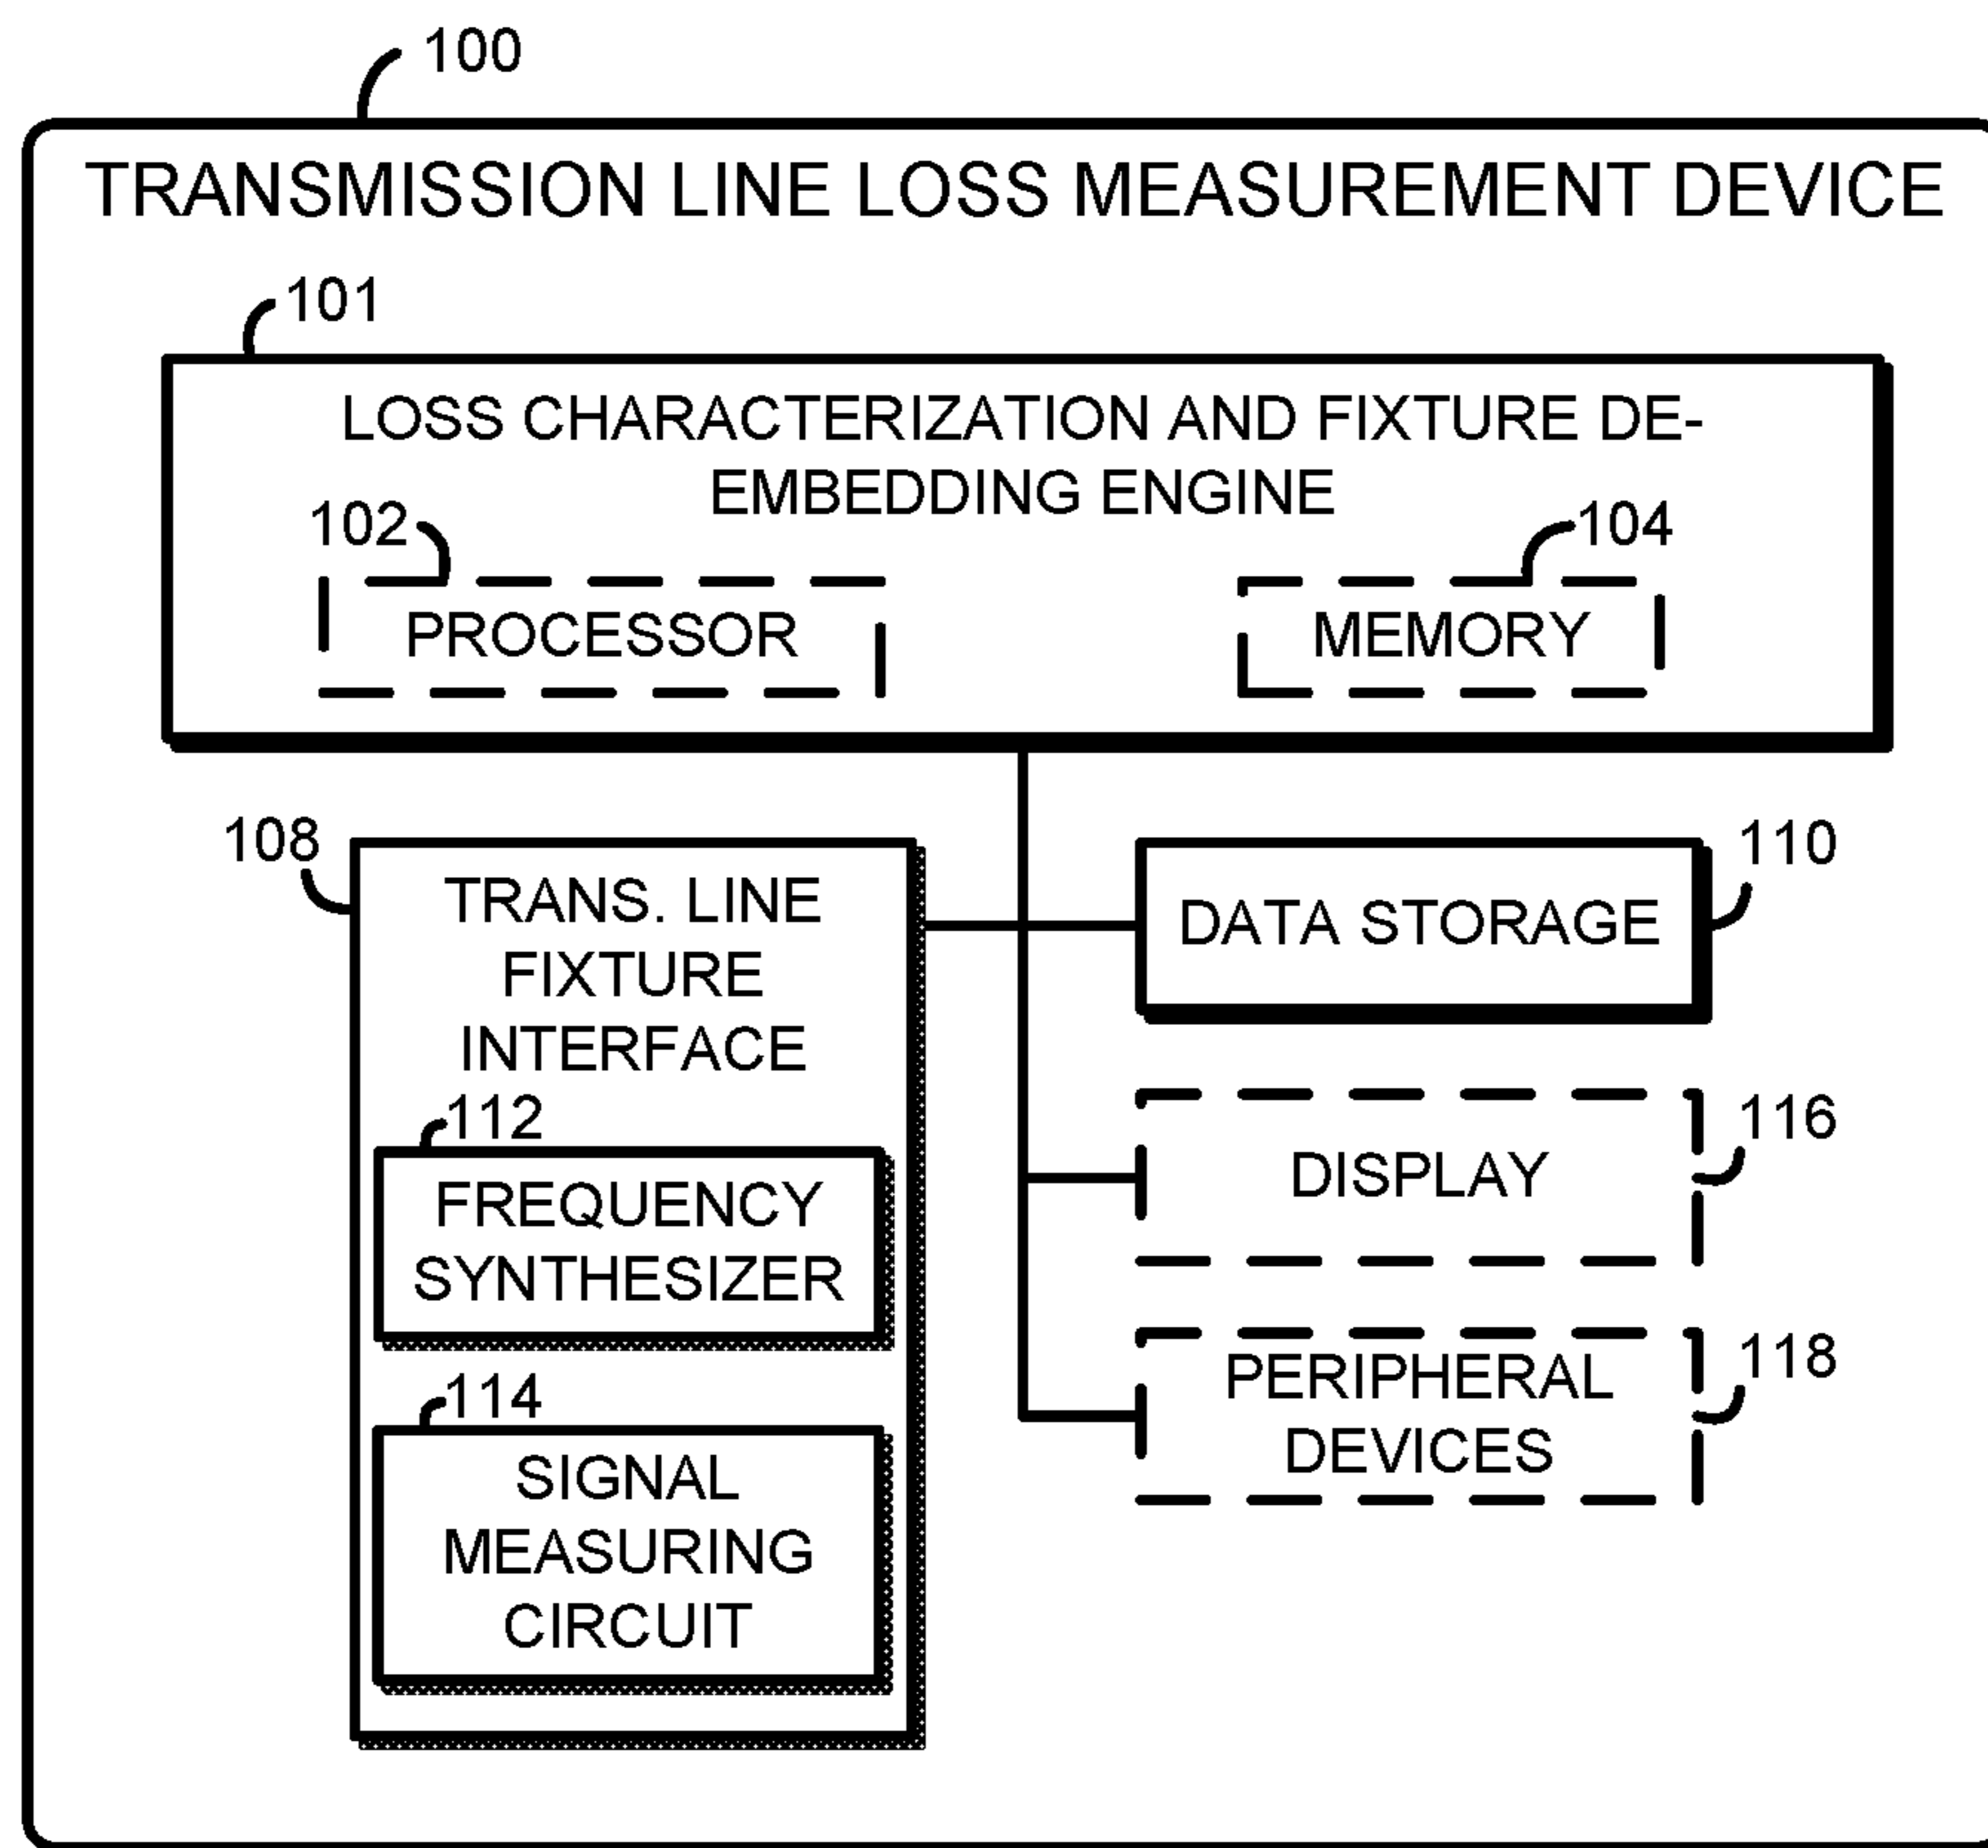 100
TRANSMISSION LINE LOSS MEASUREMENT DEVICE
101
LOSS CHARACTERIZATION AND FIXTURE DE-
EMBEDDING ENGINE
102
104
PROCESSOR
MEMORY
108
TRANS. LINE
FIXTURE
INTERFACE
112
FREQUENCY
SYNTHESIZER
114
SIGNAL
MEASURING
CIRCUIT
110
DATA STORAGE
116
DISPLAY
118
PERIPHERAL
DEVICES